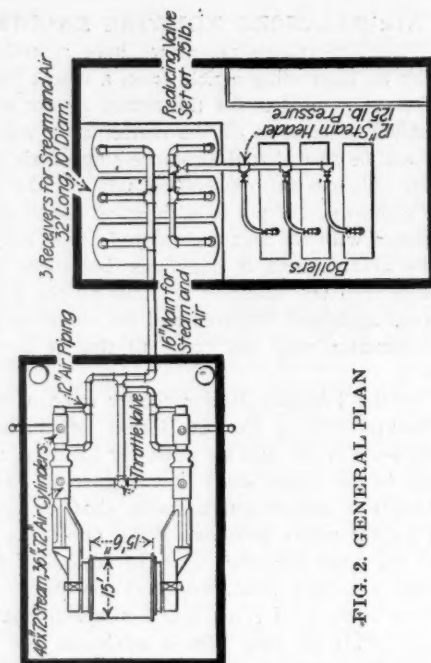 Reducing Valve
Set at 75lb.
3 Receivers for Steam and Air
32' Long, 10' Diam.
12" Steam Header
125 lb. Pressure
Boilers
16" Main for
Steam and
Air
12" Air Piping
46"x72" Steam, 36"x72" Air Cylinders
Throttle Valve
15'6"
15'
FIG. 2. GENERAL PLAN